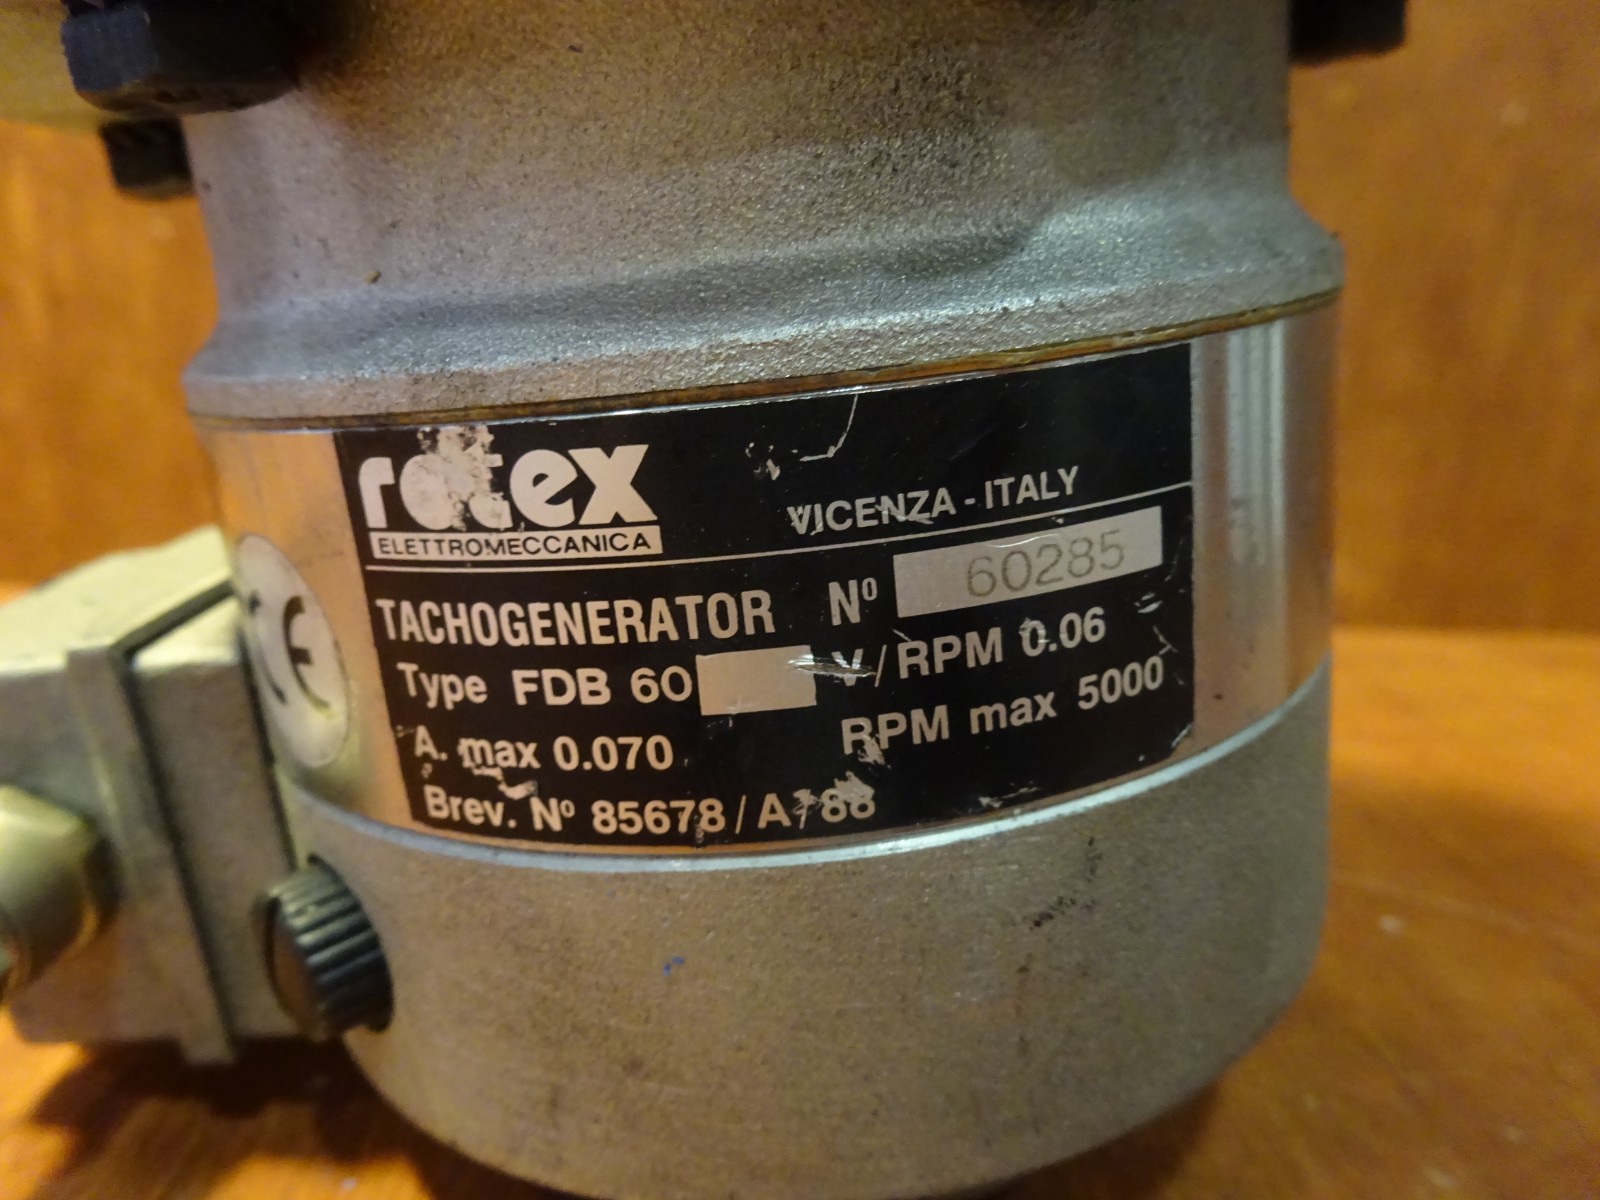 rotex
ELETTROMECCANICA
VICENZA - ITALY
TACHOGENERATOR Nº 60285
Type FDB 60 V/RPM 0.06
A. max 0.070 RPM max 5000
Brev. Nº 85678/A/88
CE